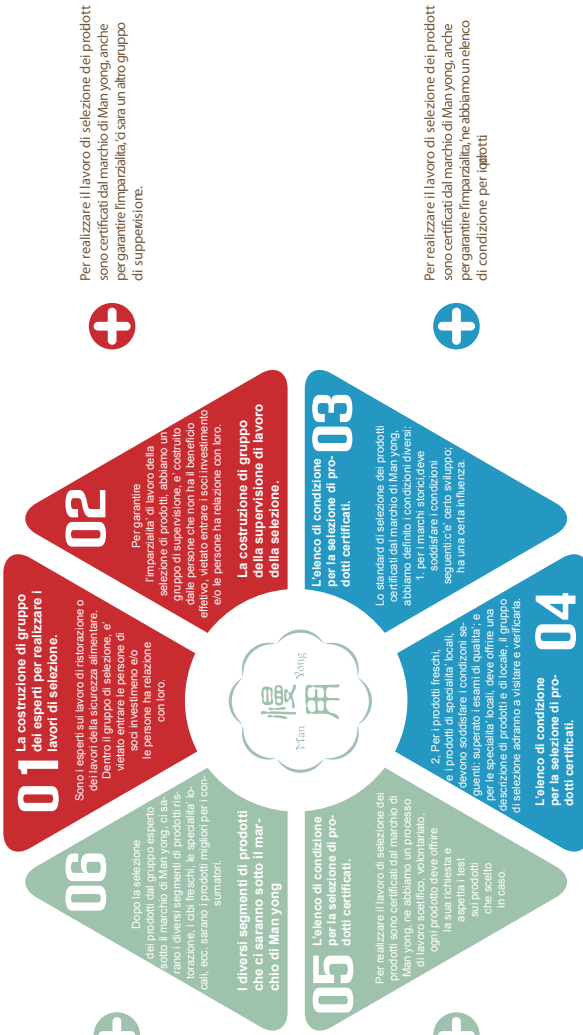 Per realizzare il lavoro di selezione dei prodott
sono certificati dal marchio di Man yong, anche
per garantire l'imparzialita, ci sara un altro gruppo
di suppervisione.
Per realizzare il lavoro di selezione dei prodott
sono certificati dal marchio di Man yong, anche
per garantire l'imparzialita, ne abbiamo un elenco
di condizione per i
01
La costruzione di gruppo
dei esperti per realizzare i
lavori di selezione.
Sono i esperti sui lavoro di ristorazione o
dei lavori della sicurezza alimentare.
Dentro il gruppo di selezione, e'
vietato entrare le persone di
soci investimeno e/o
le persone ha relazione
con loro.
02
Per garantire
l'imparzialita' di lavoro della
selezione di prodotti, abbiamo un
gruppo di supervisione, e' costruito
dalle persone che non ha il beneficio
effetivo, vietato entrare i soci investimento
e/o le persone ha relazione con loro.
La costruzione di gruppo
della supervisione di lavoro
della selezione.
03
L'elenco di condizione
per la selezione di pro-
dotti certificati.
Lo standard di selezione dei prodotti
certificati dal marchio di Man yong,
abbiamo definito i condizioni diversi:
1, per i marchi storici,deve
soddisfare i condizioni
seguenti:c'e' certo sviluppo;
ha una certa influenza.
04
2, Per i prodotti freschi,
e i prodotti di specialita' locali,
devono soddisfare i condizoni se-
guenti: superato i esami di qualita'; e
per le specialita' locali, deve offrire una
descrizione di prodotti e di locale, il gruppo
di selezione adranno a visitare e verificarla.
L'elenco di condizione
per la selezione di pro-
dotti certificati.
05
L'elenco di condizione
per la selezione di pro-
dotti certificati.
Per realizzare il lavoro di selezione dei
prodotti sono certificati dal marchio di
Man yong, ne abbiamo un processo
di lavoro scetifico, volontariato,
ogni prodotto deve offrire
la sua richiesta e
aspetta i test
sui prodotti
che scelto
in caso.
06
Dopo la selezione
dei prodotti dal gruppo esperto
sotto il marchio di Man yong, ci sa-
rano i diversi segmenti di prodotti ris-
torazione, i cibi freschi, le specialita' lo-
cali, ecc. sarano i prodotti migliori per i con-
sumatori.
I diversi segmenti di prodotti
che ci saranno sotto il mar-
chio di Man yong
慢用
Man Yong